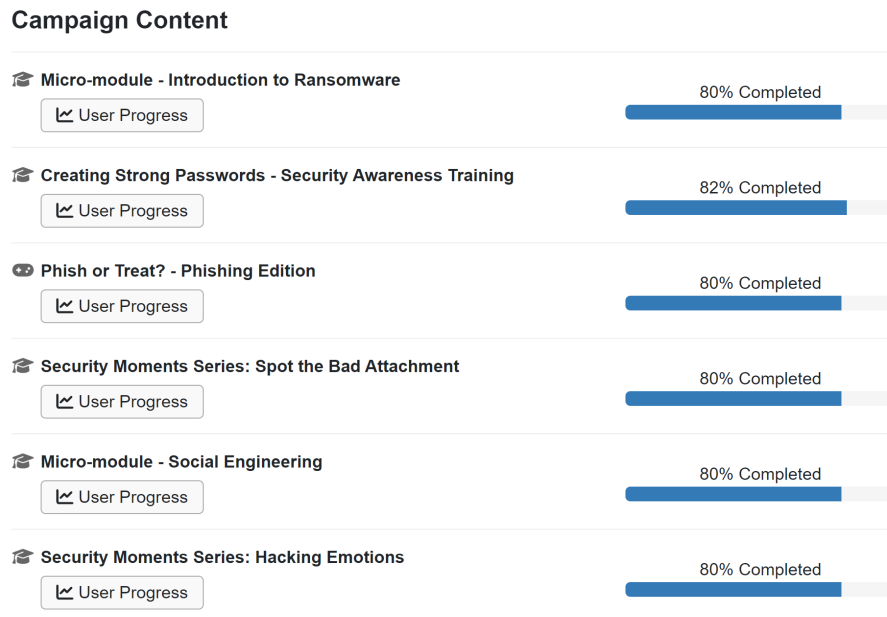 Campaign Content
Micro-module - Introduction to Ransomware
80% Completed
User Progress
Creating Strong Passwords - Security Awareness Training
82% Completed
User Progress
Phish or Treat? - Phishing Edition
80% Completed
User Progress
Security Moments Series: Spot the Bad Attachment
80% Completed
User Progress
Micro-module - Social Engineering
80% Completed
User Progress
Security Moments Series: Hacking Emotions
80% Completed
User Progress